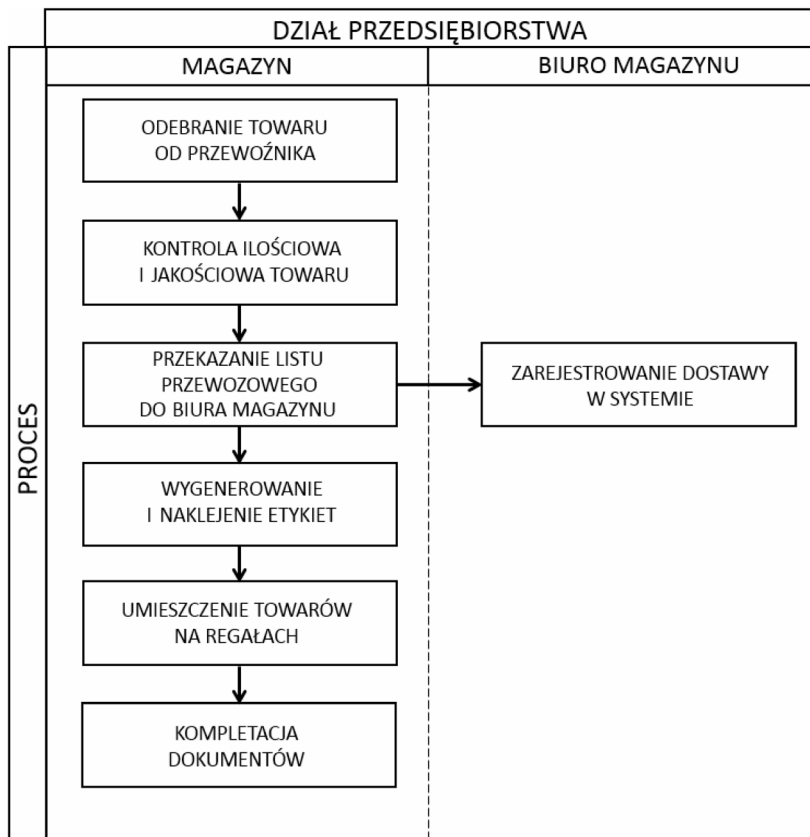 DZIAŁ PRZEDSIĘBIORSTWA
MAGAZYN
BIURO MAGAZYNU
PROCES
ODEBRANIE TOWARU
OD PRZEWOŹNIKA
KONTROLA ILOŚCIOWA
I JAKOŚCIOWA TOWARU
PRZEKAZANIE LISTU
PRZEWOZOWEGO
DO BIURA MAGAZYNU
ZAREJESTROWANIE DOSTAWY
W SYSTEMIE
WYGENEROWANIE
I NAKLEJENIE ETYKIET
UMIESZCZENIE TOWARÓW
NA REGAŁACH
KOMPLETACJA
DOKUMENTÓW